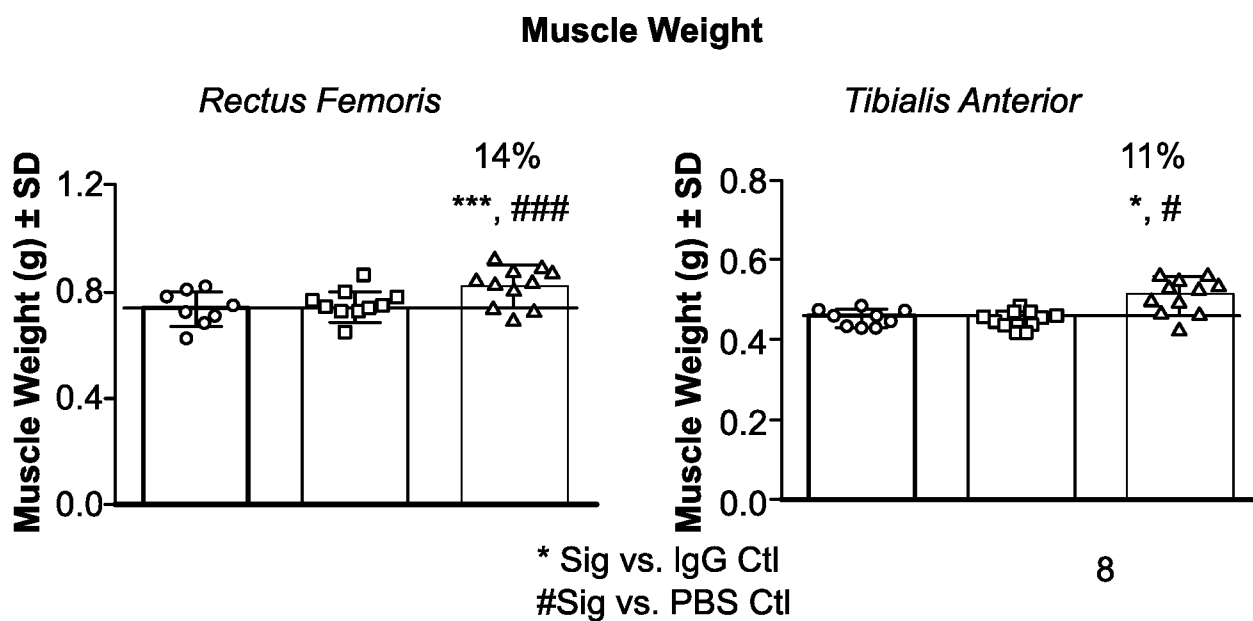 Muscle Weight
Rectus Femoris
Muscle Weight (g) ± SD
1.2
0.8
0.4
0.0
14%
***, ###
Tibialis Anterior
Muscle Weight (g) ± SD
0.8
0.6
0.4
0.2
0.0
11%
*, #
* Sig vs. IgG Ctl
#Sig vs. PBS Ctl
8